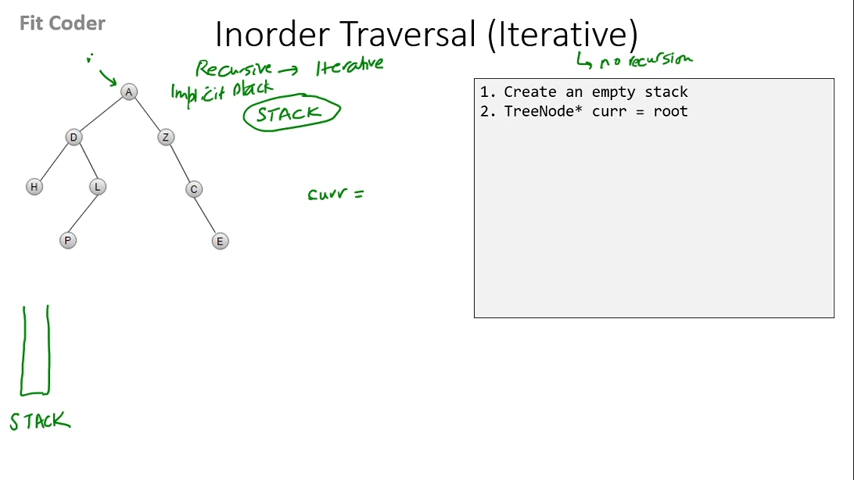 Fit Coder
Inorder Traversal (Iterative)
↳ no recursion
Recursive → Iterative
Implicit Stack
STACK
1. Create an empty stack
2. TreeNode* curr = root
A
D
Z
H
L
C
P
E
curr =
STACK